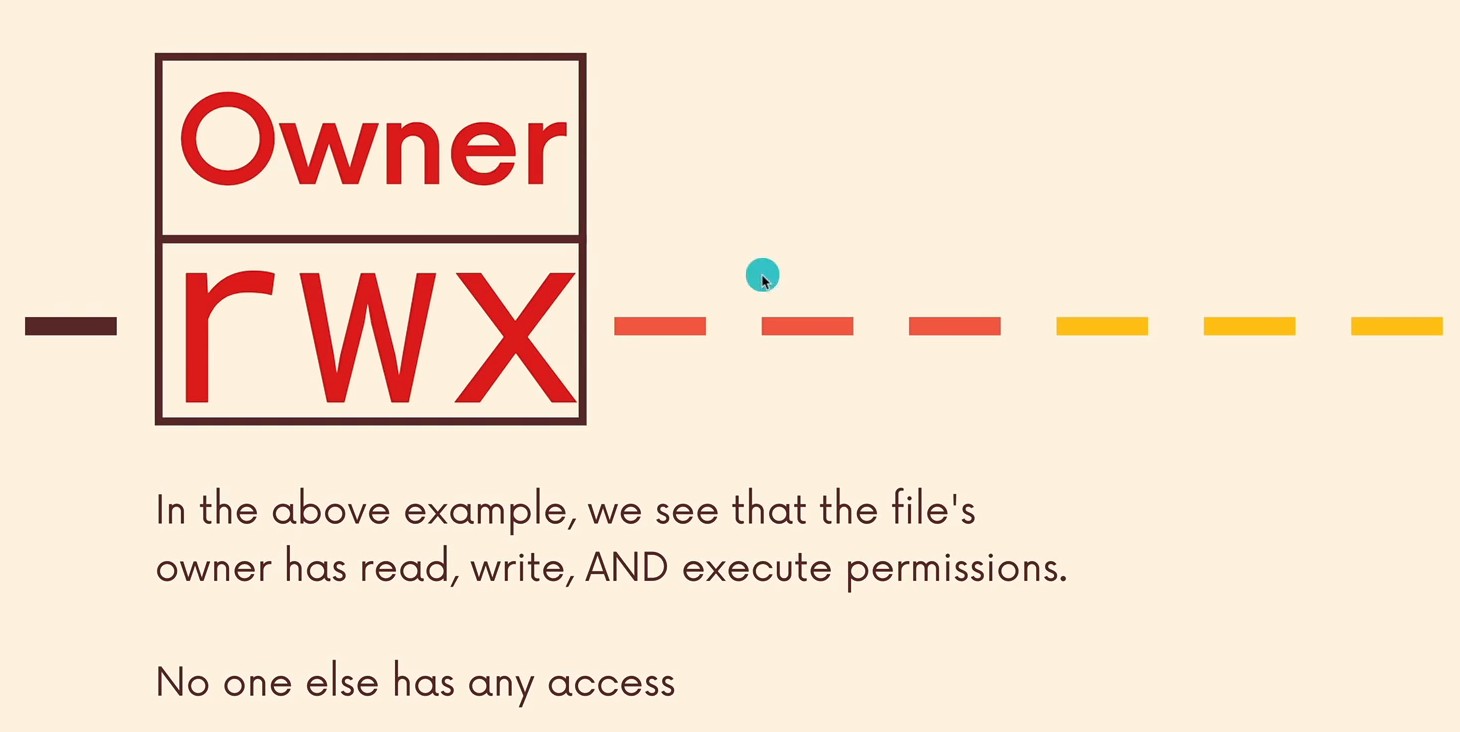 Owner
- rwx --- ---
In the above example, we see that the file's
owner has read, write, AND execute permissions.
No one else has any access